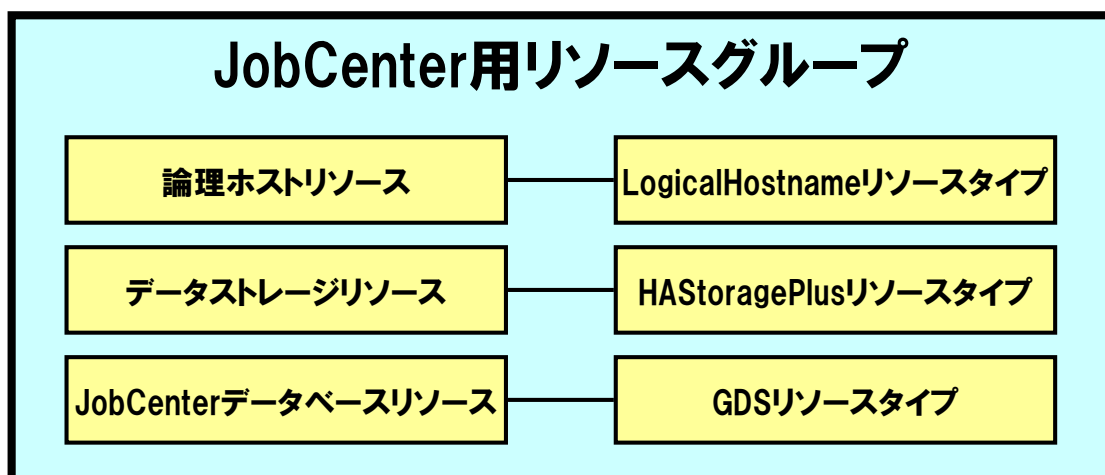 JobCenter用リソースグループ
論理ホストリソース
LogicalHostnameリソースタイプ
データストレージリソース
HAStoragePlusリソースタイプ
JobCenterデータベースリソース
GDSリソースタイプ